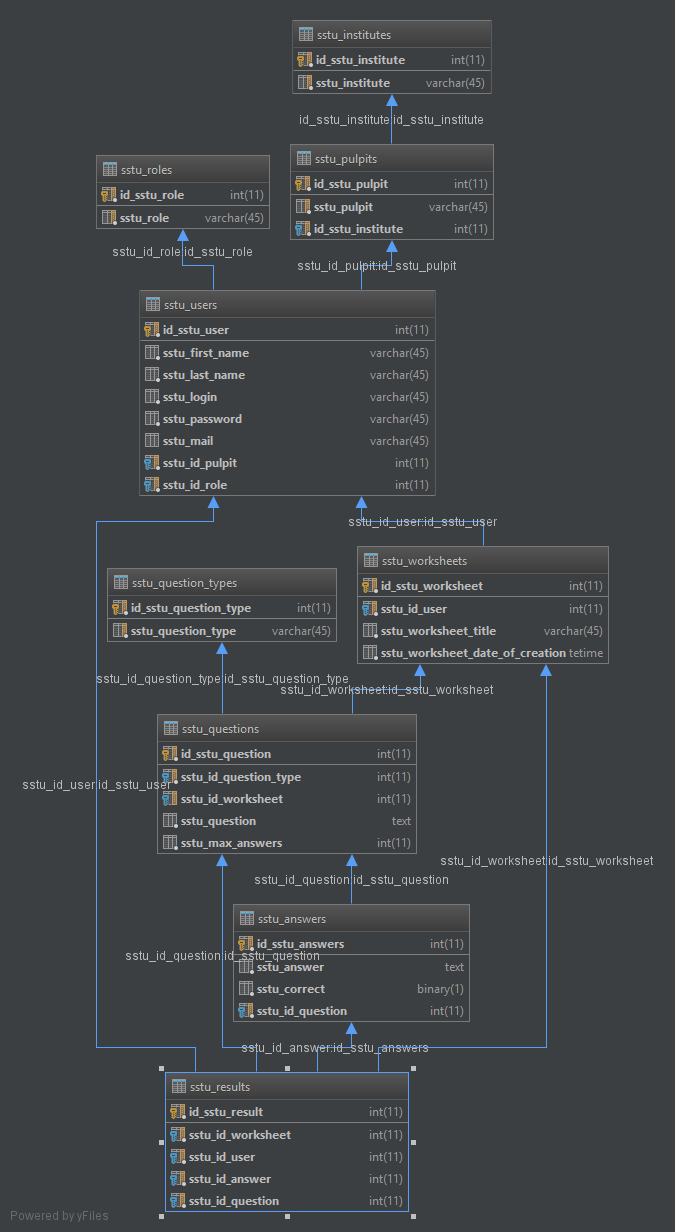 sstu_institutes
id_sstu_institute int(11)
sstu_institute varchar(45)
id_sstu_institute:id_sstu_institute
sstu_pulpits
id_sstu_pulpit int(11)
sstu_pulpit varchar(45)
id_sstu_institute int(11)
sstu_roles
id_sstu_role int(11)
sstu_role varchar(45)
sstu_id_role:id_sstu_role
sstu_id_pulpit:id_sstu_pulpit
sstu_users
id_sstu_user int(11)
sstu_first_name varchar(45)
sstu_last_name varchar(45)
sstu_login varchar(45)
sstu_password varchar(45)
sstu_mail varchar(45)
sstu_id_pulpit int(11)
sstu_id_role int(11)
sstu_id_user:id_sstu_user
sstu_worksheets
id_sstu_worksheet int(11)
sstu_id_user int(11)
sstu_worksheet_title varchar(45)
sstu_worksheet_date_of_creation tetime
sstu_question_types
id_sstu_question_type int(11)
sstu_question_type varchar(45)
sstu_id_question_type:id_sstu_question_type
sstu_id_worksheet:id_sstu_worksheet
sstu_questions
id_sstu_question int(11)
sstu_id_question_type int(11)
sstu_id_worksheet int(11)
sstu_question text
sstu_max_answers int(11)
sstu_id_user:id_sstu_user
sstu_id_worksheet:id_sstu_worksheet
sstu_id_question:id_sstu_question
sstu_answers
id_sstu_answers int(11)
sstu_answer text
sstu_correct binary(1)
sstu_id_question int(11)
sstu_id_question:id_sstu_question
sstu_id_answer:id_sstu_answers
sstu_results
id_sstu_result int(11)
sstu_id_worksheet int(11)
sstu_id_user int(11)
sstu_id_answer int(11)
sstu_id_question int(11)
Powered by yFiles